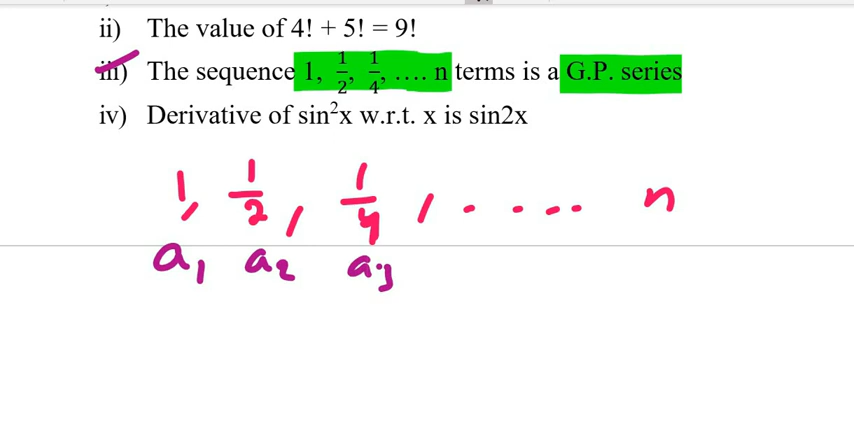 ii) The value of 4! + 5! = 9!
iii) The sequence 1, 1/2, 1/4, .... n terms is a G.P. series
iv) Derivative of sin²x w.r.t. x is sin2x
1, 1/2, 1/4, ..... n
a₁ a₂ a₃